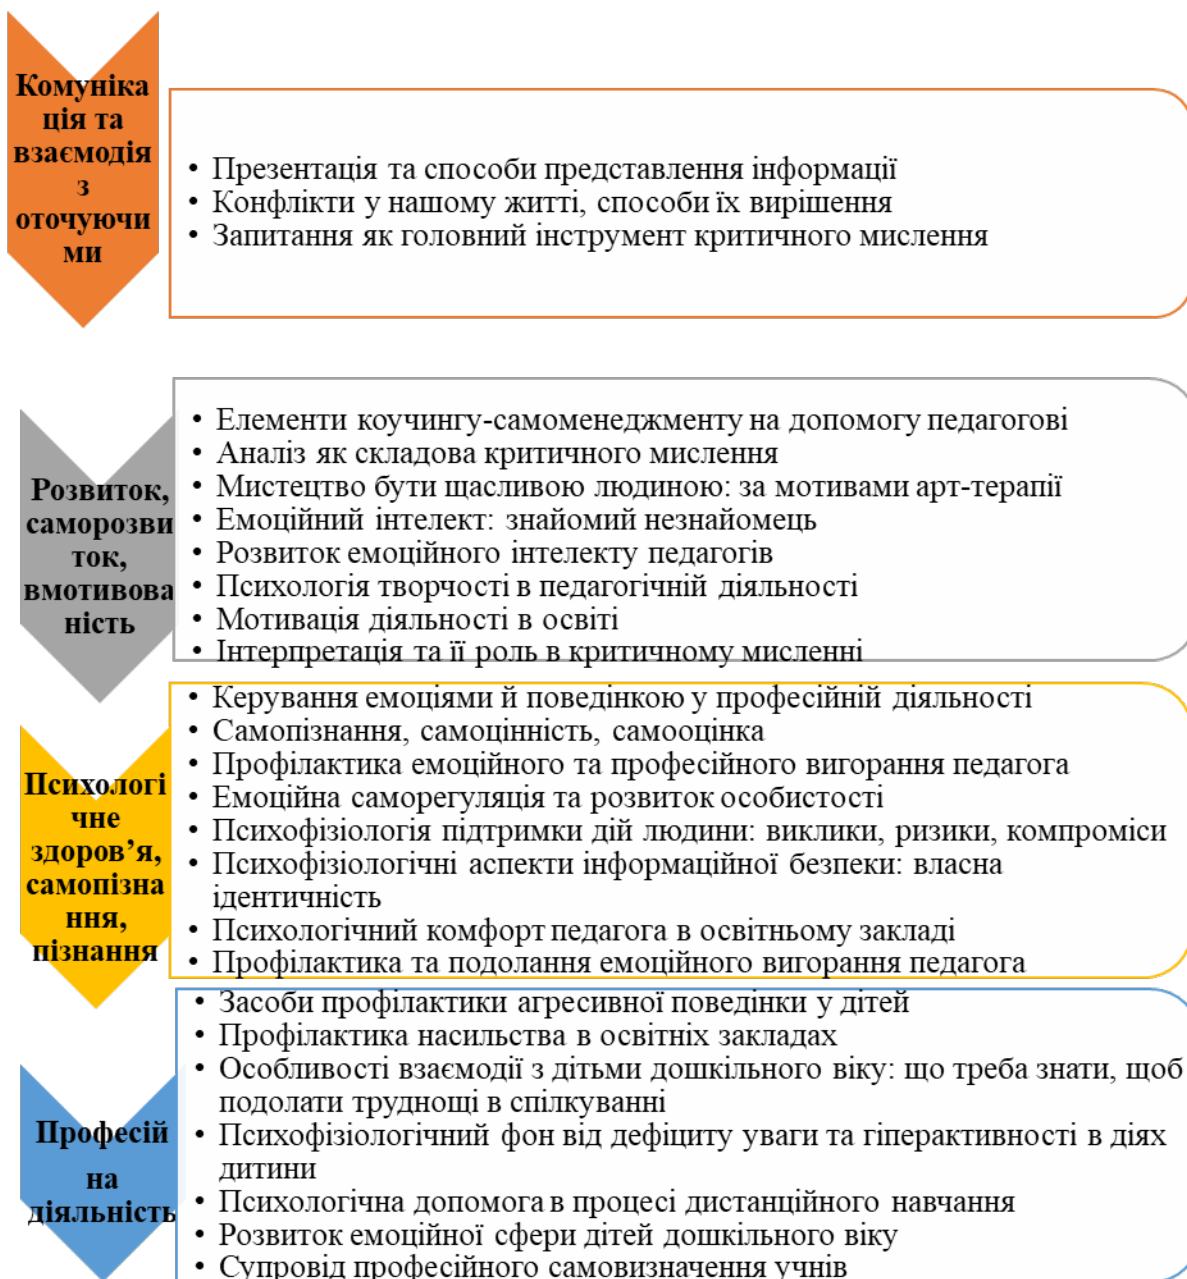 Комуніка
ція та
взаємодія
з
оточуючи
ми
• Презентація та способи представлення інформації
• Конфлікти у нашому житті, способи їх вирішення
• Запитання як головний інструмент критичного мислення
Розвиток,
саморозви
ток,
вмотивова
ність
• Елементи коучингу-самоменеджменту на допомогу педагогові
• Аналіз як складова критичного мислення
• Мистецтво бути щасливою людиною: за мотивами арт-терапії
• Емоційний інтелект: знайомий незнайомець
• Розвиток емоційного інтелекту педагогів
• Психологія творчості в педагогічній діяльності
• Мотивація діяльності в освіті
• Інтерпретація та її роль в критичному мисленні
Психологі
чне
здоров’я,
самопізна
ння,
пізнання
• Керування емоціями й поведінкою у професійній діяльності
• Самопізнання, самоцінність, самооцінка
• Профілактика емоційного та професійного вигорання педагога
• Емоційна саморегуляція та розвиток особистості
• Психофізіологія підтримки дій людини: виклики, ризики, компроміси
• Психофізіологічні аспекти інформаційної безпеки: власна
ідентичність
• Психологічний комфорт педагога в освітньому закладі
• Профілактика та подолання емоційного вигорання педагога
Професій
на
діяльність
• Засоби профілактики агресивної поведінки у дітей
• Профілактика насильства в освітніх закладах
• Особливості взаємодії з дітьми дошкільного віку: що треба знати, щоб
подолати труднощі в спілкуванні
• Психофізіологічний фон від дефіциту уваги та гіперактивності в діях
дитини
• Психологічна допомога в процесі дистанційного навчання
• Розвиток емоційної сфери дітей дошкільного віку
• Супровід професійного самовизначення учнів